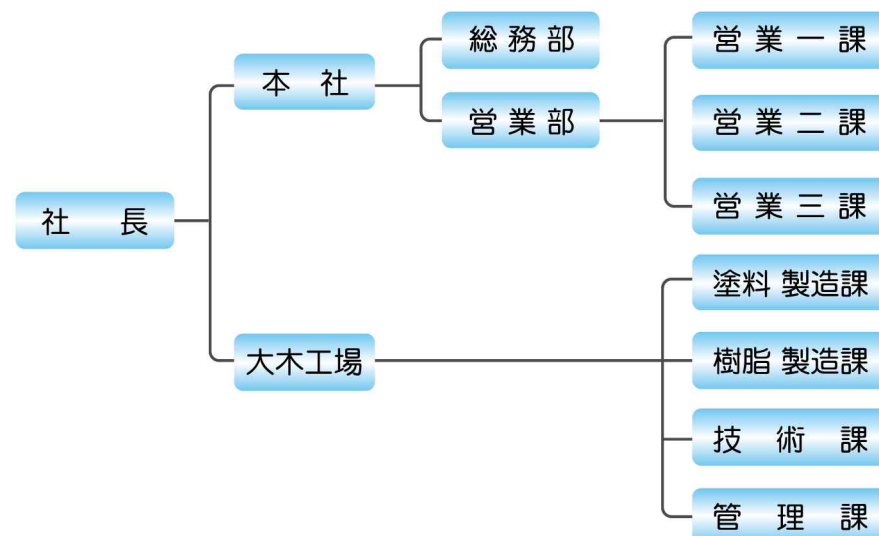 社長
本社
総務部
営業部
営業一課
営業二課
営業三課
大木工場
塗料 製造課
樹脂 製造課
技術課
管理課